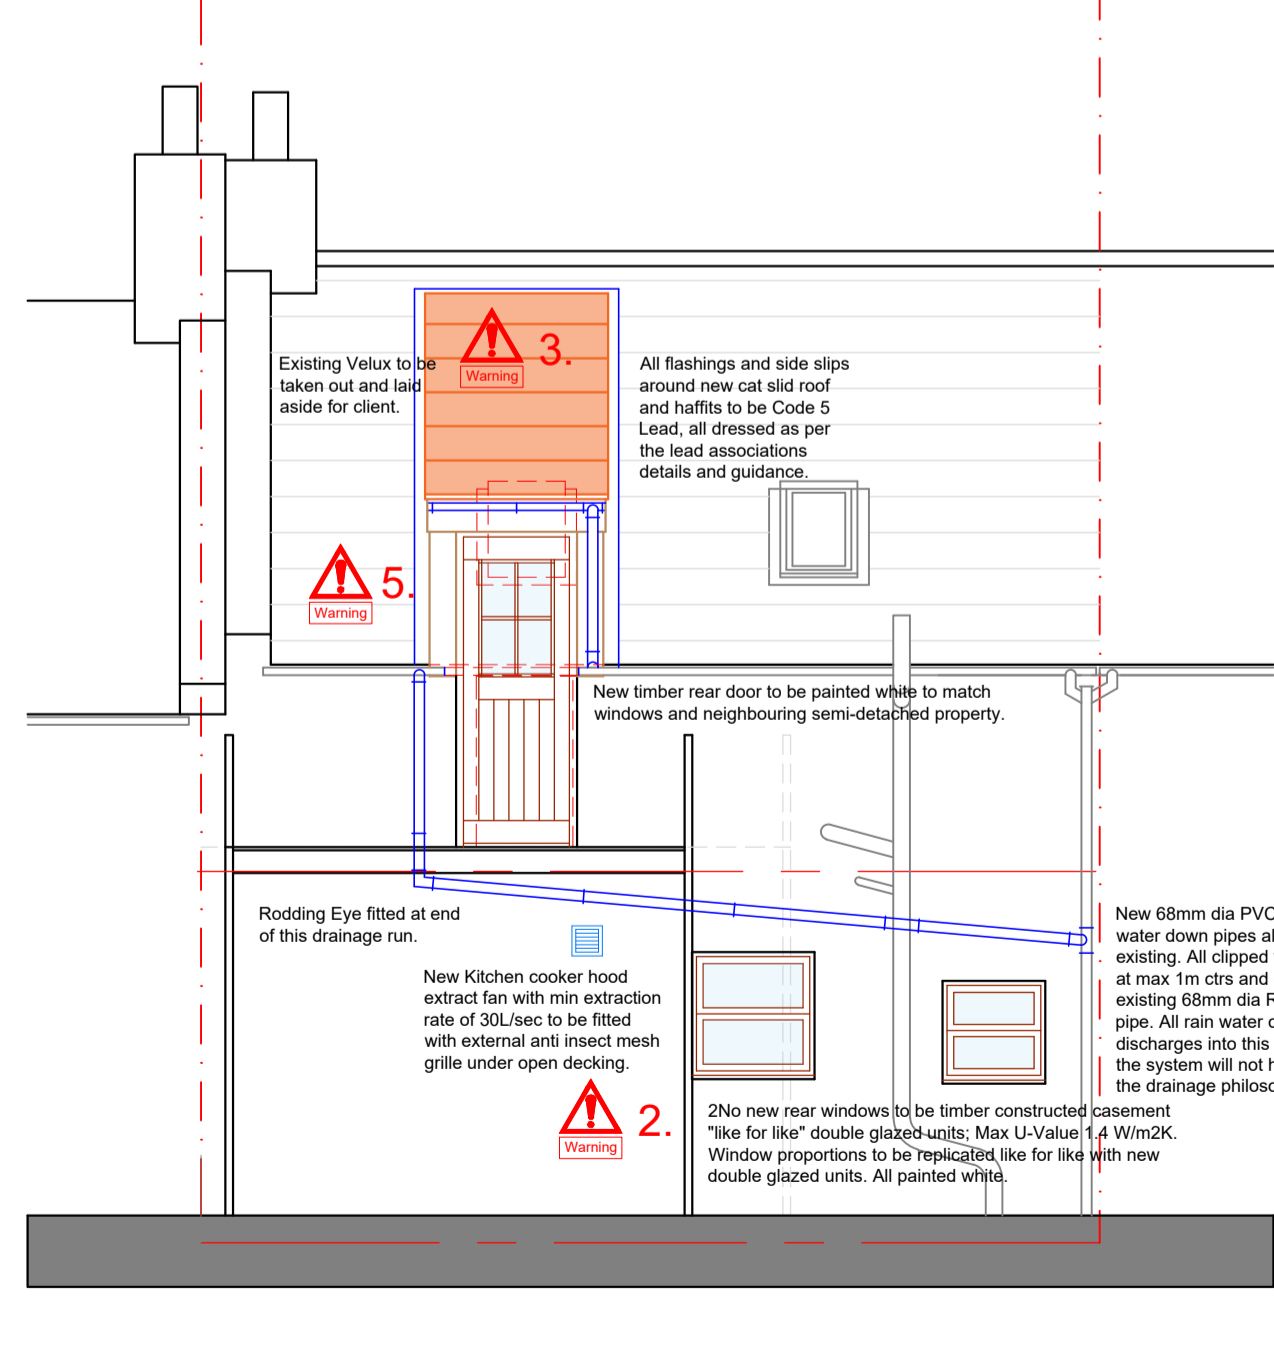 Existing Velux to be
taken out and laid
aside for client.
Warning
3.
All flashings and side slips
around new cat slid roof
and haffits to be Code 5
Lead, all dressed as per
the lead associations
details and guidance.
Warning
5.
New timber rear door to be painted white to match
windows and neighbouring semi-detached property.
Rodding Eye fitted at end
of this drainage run.
New Kitchen cooker hood
extract fan with min extraction
rate of 30L/sec to be fitted
with external anti insect mesh
grille under open decking.
Warning
2.
2No new rear windows to be timber constructed casement
"like for like" double glazed units; Max U-Value 1.4 W/m2K.
Window proportions to be replicated like for like with new
double glazed units. All painted white.
New 68mm dia PVC
water down pipes
existing. All clipped
at max 1m ctrs and
existing 68mm dia
pipe. All rain water
discharges into this
the system will not
the drainage